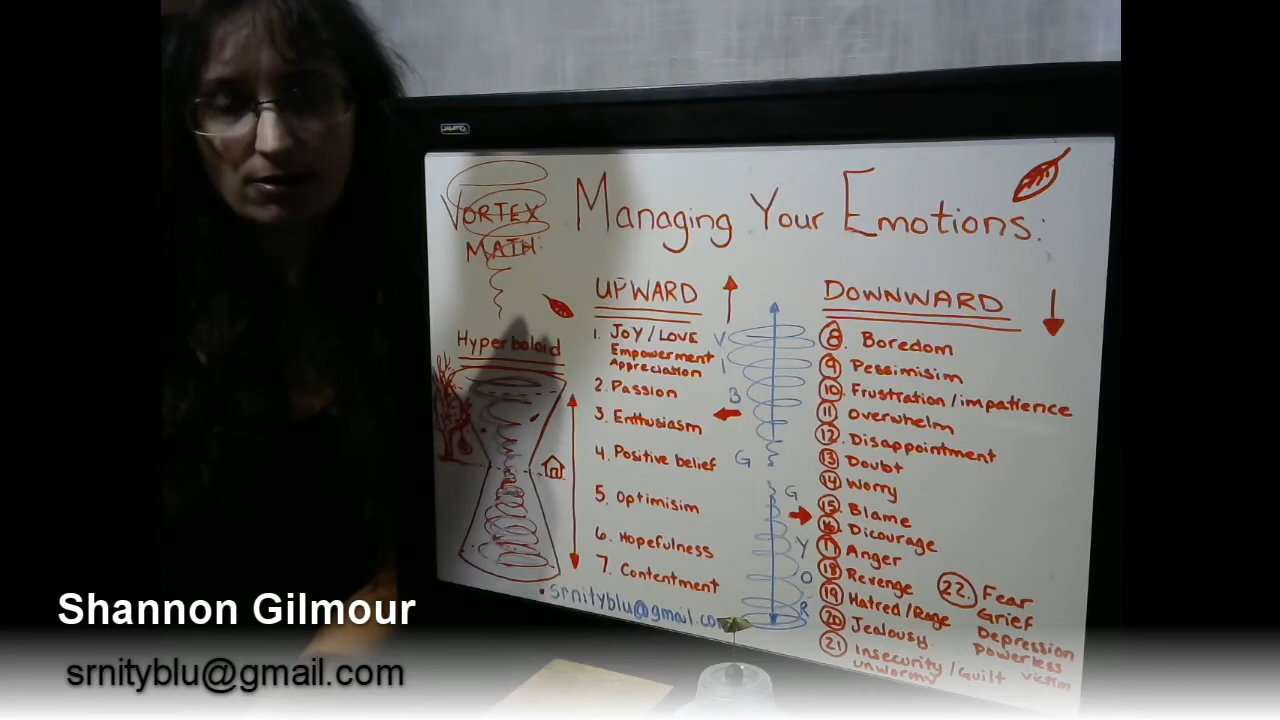 VORTEX
MATH:
Managing Your Emotions:
Hyperboloid
UPWARD
1. JOY/LOVE
Empowerment
Appreciation
2. Passion
3. Enthusiasm
4. Positive belief
5. Optimisim
6. Hopefulness
7. Contentment
V
I
B
G
G
Y
O
R
DOWNWARD
8. Boredom
9. Pessimisim
10. Frustration/impatience
11. Overwhelm
12. Disappointment
13. Doubt
14. Worry
15. Blame
16. Dicourage
17. Anger
18. Revenge
19. Hatred/Rage
20. Jealousy.
21. Insecurity/Guilt
unworthy
22. Fear
Grief
Depression
powerless
victim
srnityblu@gmail.com
Shannon Gilmour
srnityblu@gmail.com